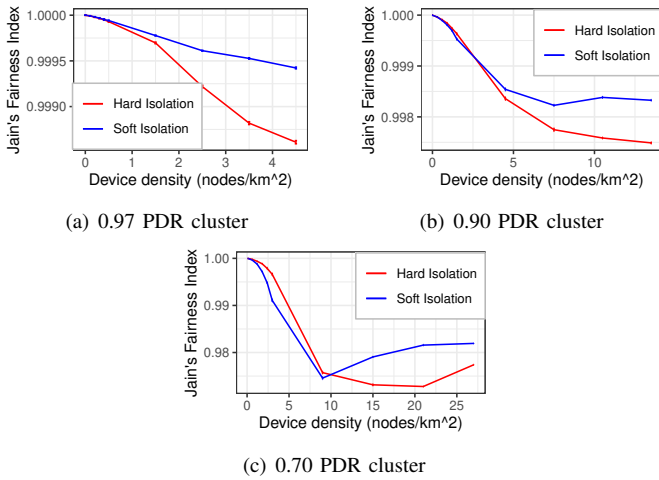 Jain's Fairness Index
1.0000
0.9995
0.9990
Hard Isolation
Soft Isolation
0 1 2 3 4
Device density (nodes/km^2)
(a) 0.97 PDR cluster
Jain's Fairness Index
1.000
0.999
0.998
Hard Isolation
Soft Isolation
0 5 10
Device density (nodes/km^2)
(b) 0.90 PDR cluster
Jain's Fairness Index
1.00
0.99
0.98
Hard Isolation
Soft Isolation
0 5 10 15 20 25
Device density (nodes/km^2)
(c) 0.70 PDR cluster